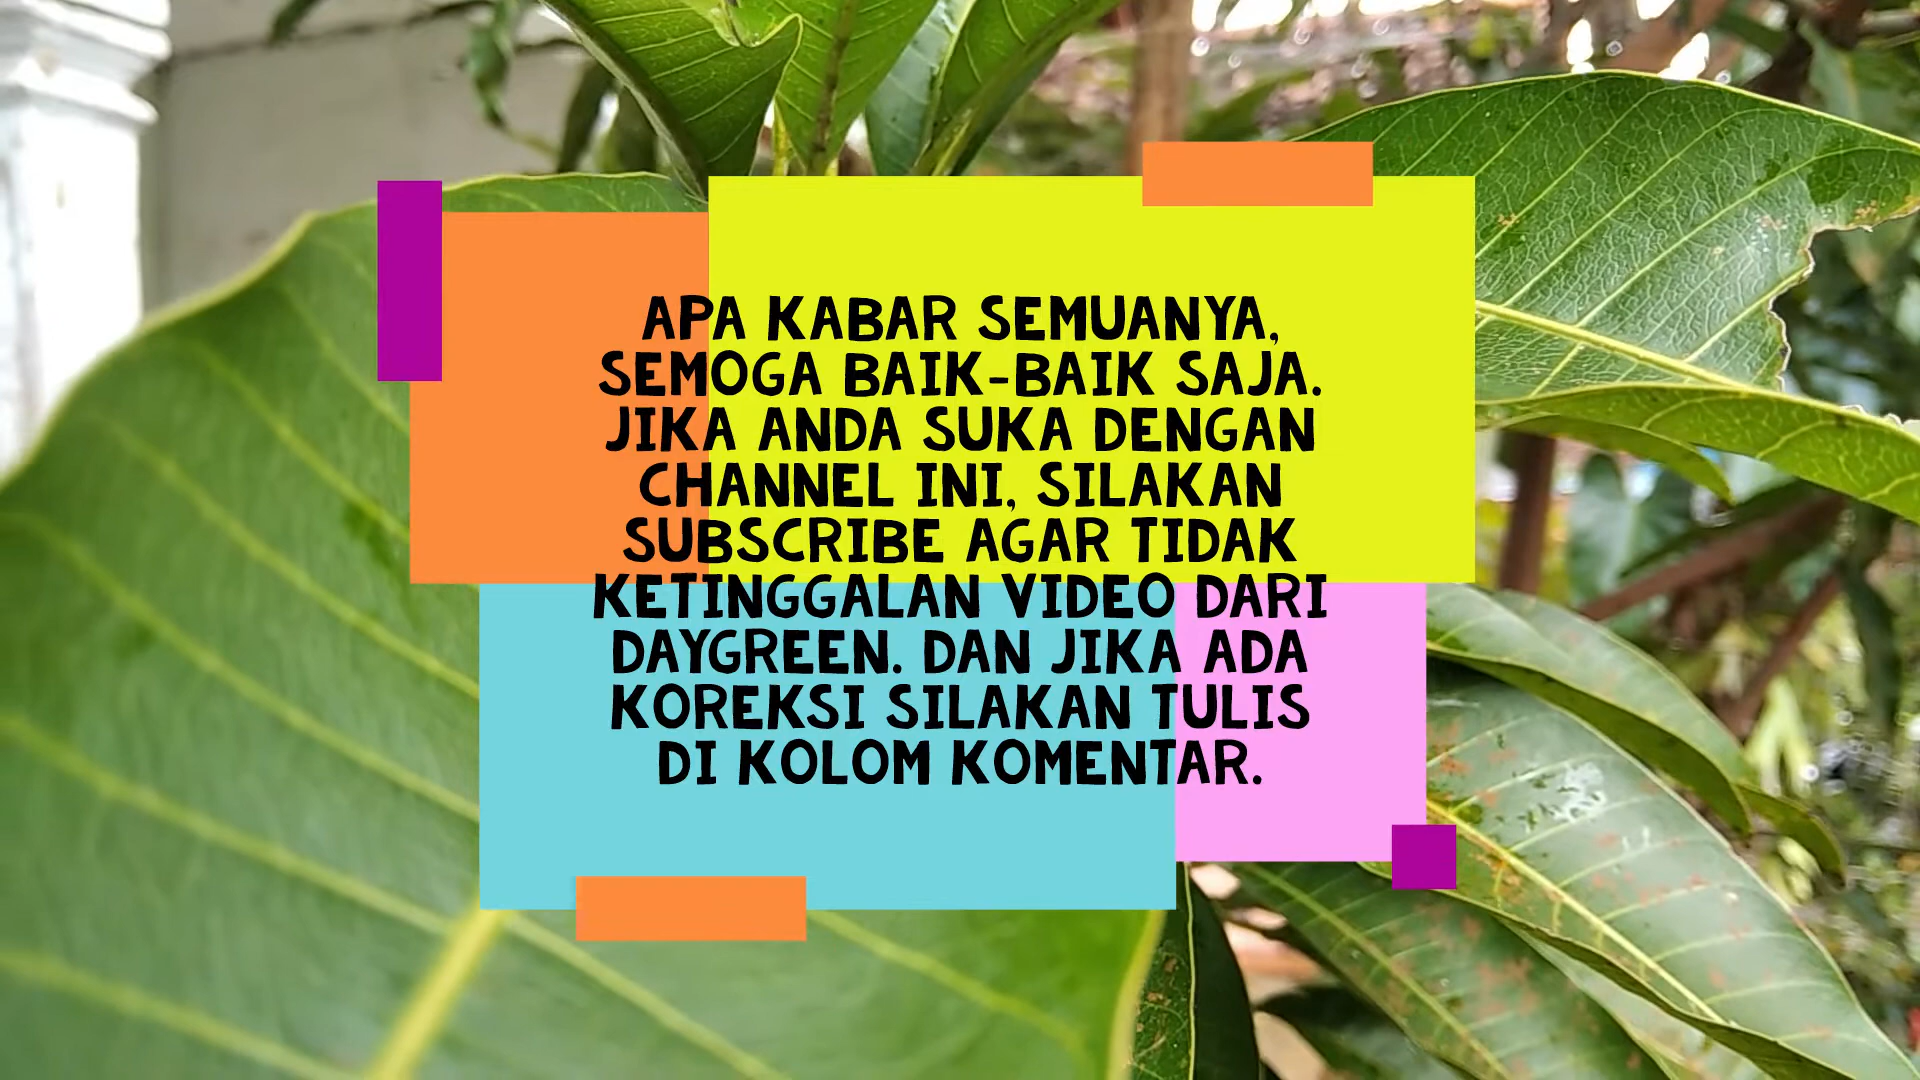 APA KABAR SEMUANYA,
SEMOGA BAIK-BAIK SAJA.
JIKA ANDA SUKA DENGAN
CHANNEL INI, SILAKAN
SUBSCRIBE AGAR TIDAK
KETINGGALAN VIDEO DARI
DAYGREEN. DAN JIKA ADA
KOREKSI SILAKAN TULIS
DI KOLOM KOMENTAR.